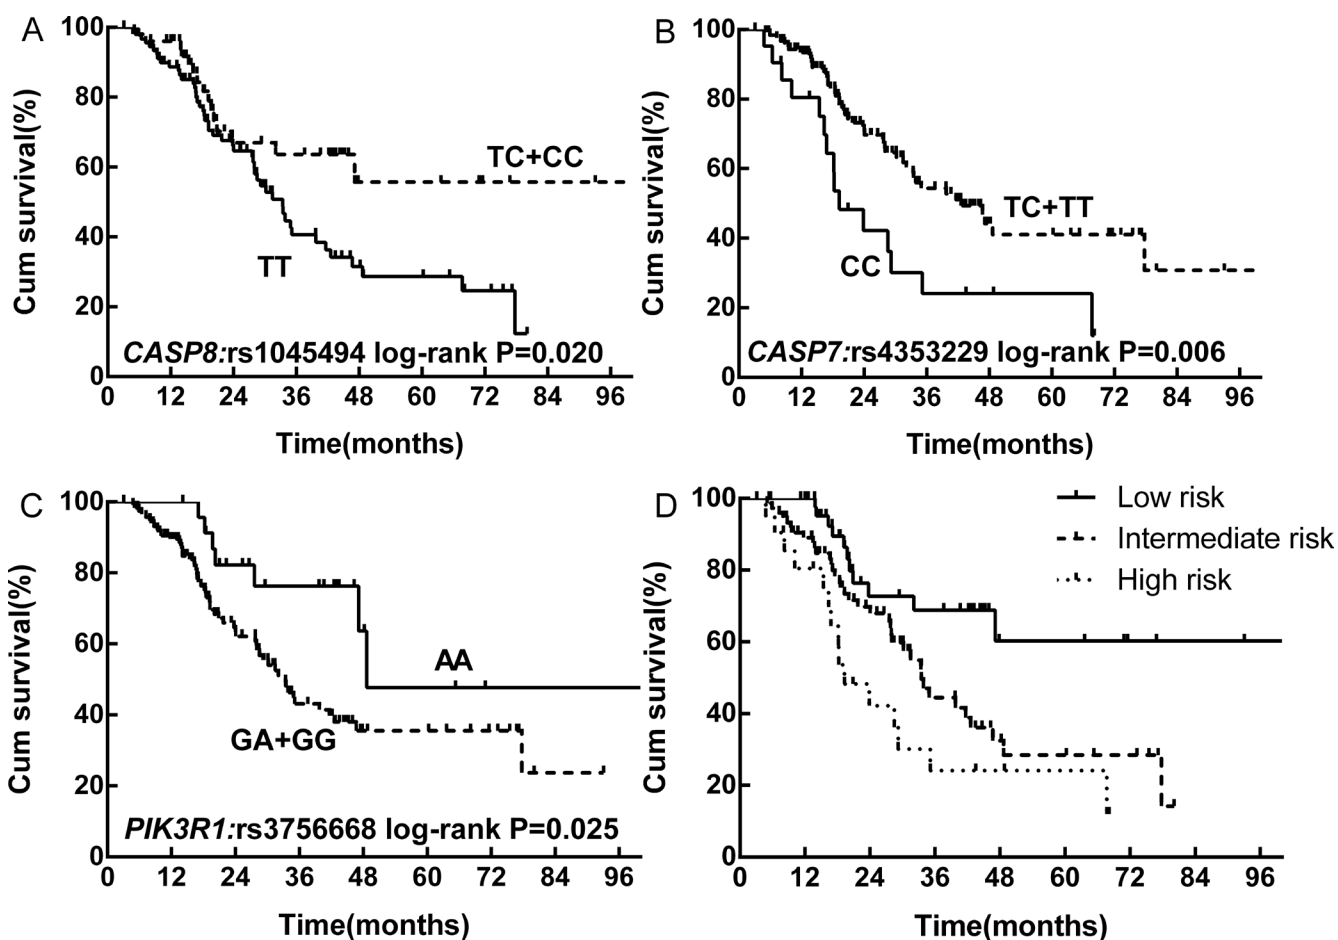 A
Cum survival(%)
100
80
60
40
20
0
TC+CC
TT
CASP8:rs1045494 log-rank P=0.020
0 12 24 36 48 60 72 84 96
Time(months)
B
Cum survival(%)
100
80
60
40
20
0
TC+TT
CC
CASP7:rs4353229 log-rank P=0.006
0 12 24 36 48 60 72 84 96
Time(months)
C
Cum survival(%)
100
80
60
40
20
0
AA
GA+GG
PIK3R1:rs3756668 log-rank P=0.025
0 12 24 36 48 60 72 84 96
Time(months)
D
Cum survival(%)
100
80
60
40
20
0
Low risk
Intermediate risk
High risk
0 12 24 36 48 60 72 84 96
Time(months)